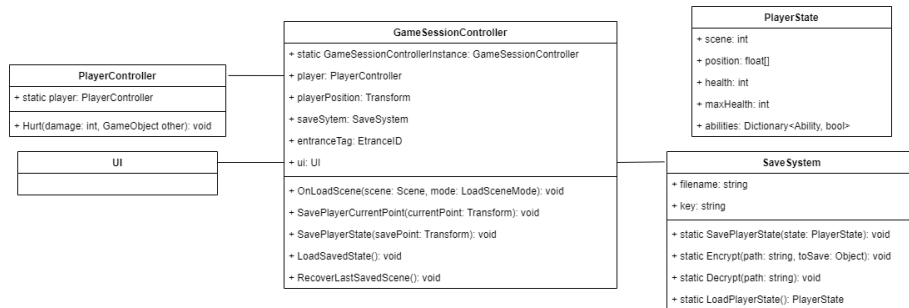 PlayerController
+ static player: PlayerController
+ Hurt(damage: int, GameObject other): void
UI
GameSessionController
+ static GameSessionControllerInstance: GameSessionController
+ player: PlayerController
+ playerPosition: Transform
+ saveSytem: SaveSystem
+ entranceTag: EtranceID
+ ui: UI
+ OnLoadScene(scene: Scene, mode: LoadSceneMode): void
+ SavePlayerCurrentPoint(currentPoint: Transform): void
+ SavePlayerState(savePoint: Transform): void
+ LoadSavedState(): void
+ RecoverLastSavedScene(): void
PlayerState
+ scene: int
+ position: float[]
+ health: int
+ maxHealth: int
+ abilities: Dictionary<Ability, bool>
SaveSystem
+ filename: string
+ key: string
+ static SavePlayerState(state: PlayerState): void
+ static Encrypt(path: string, toSave: Object): void
+ static Decrypt(path: string): void
+ static LoadPlayerState(): PlayerState